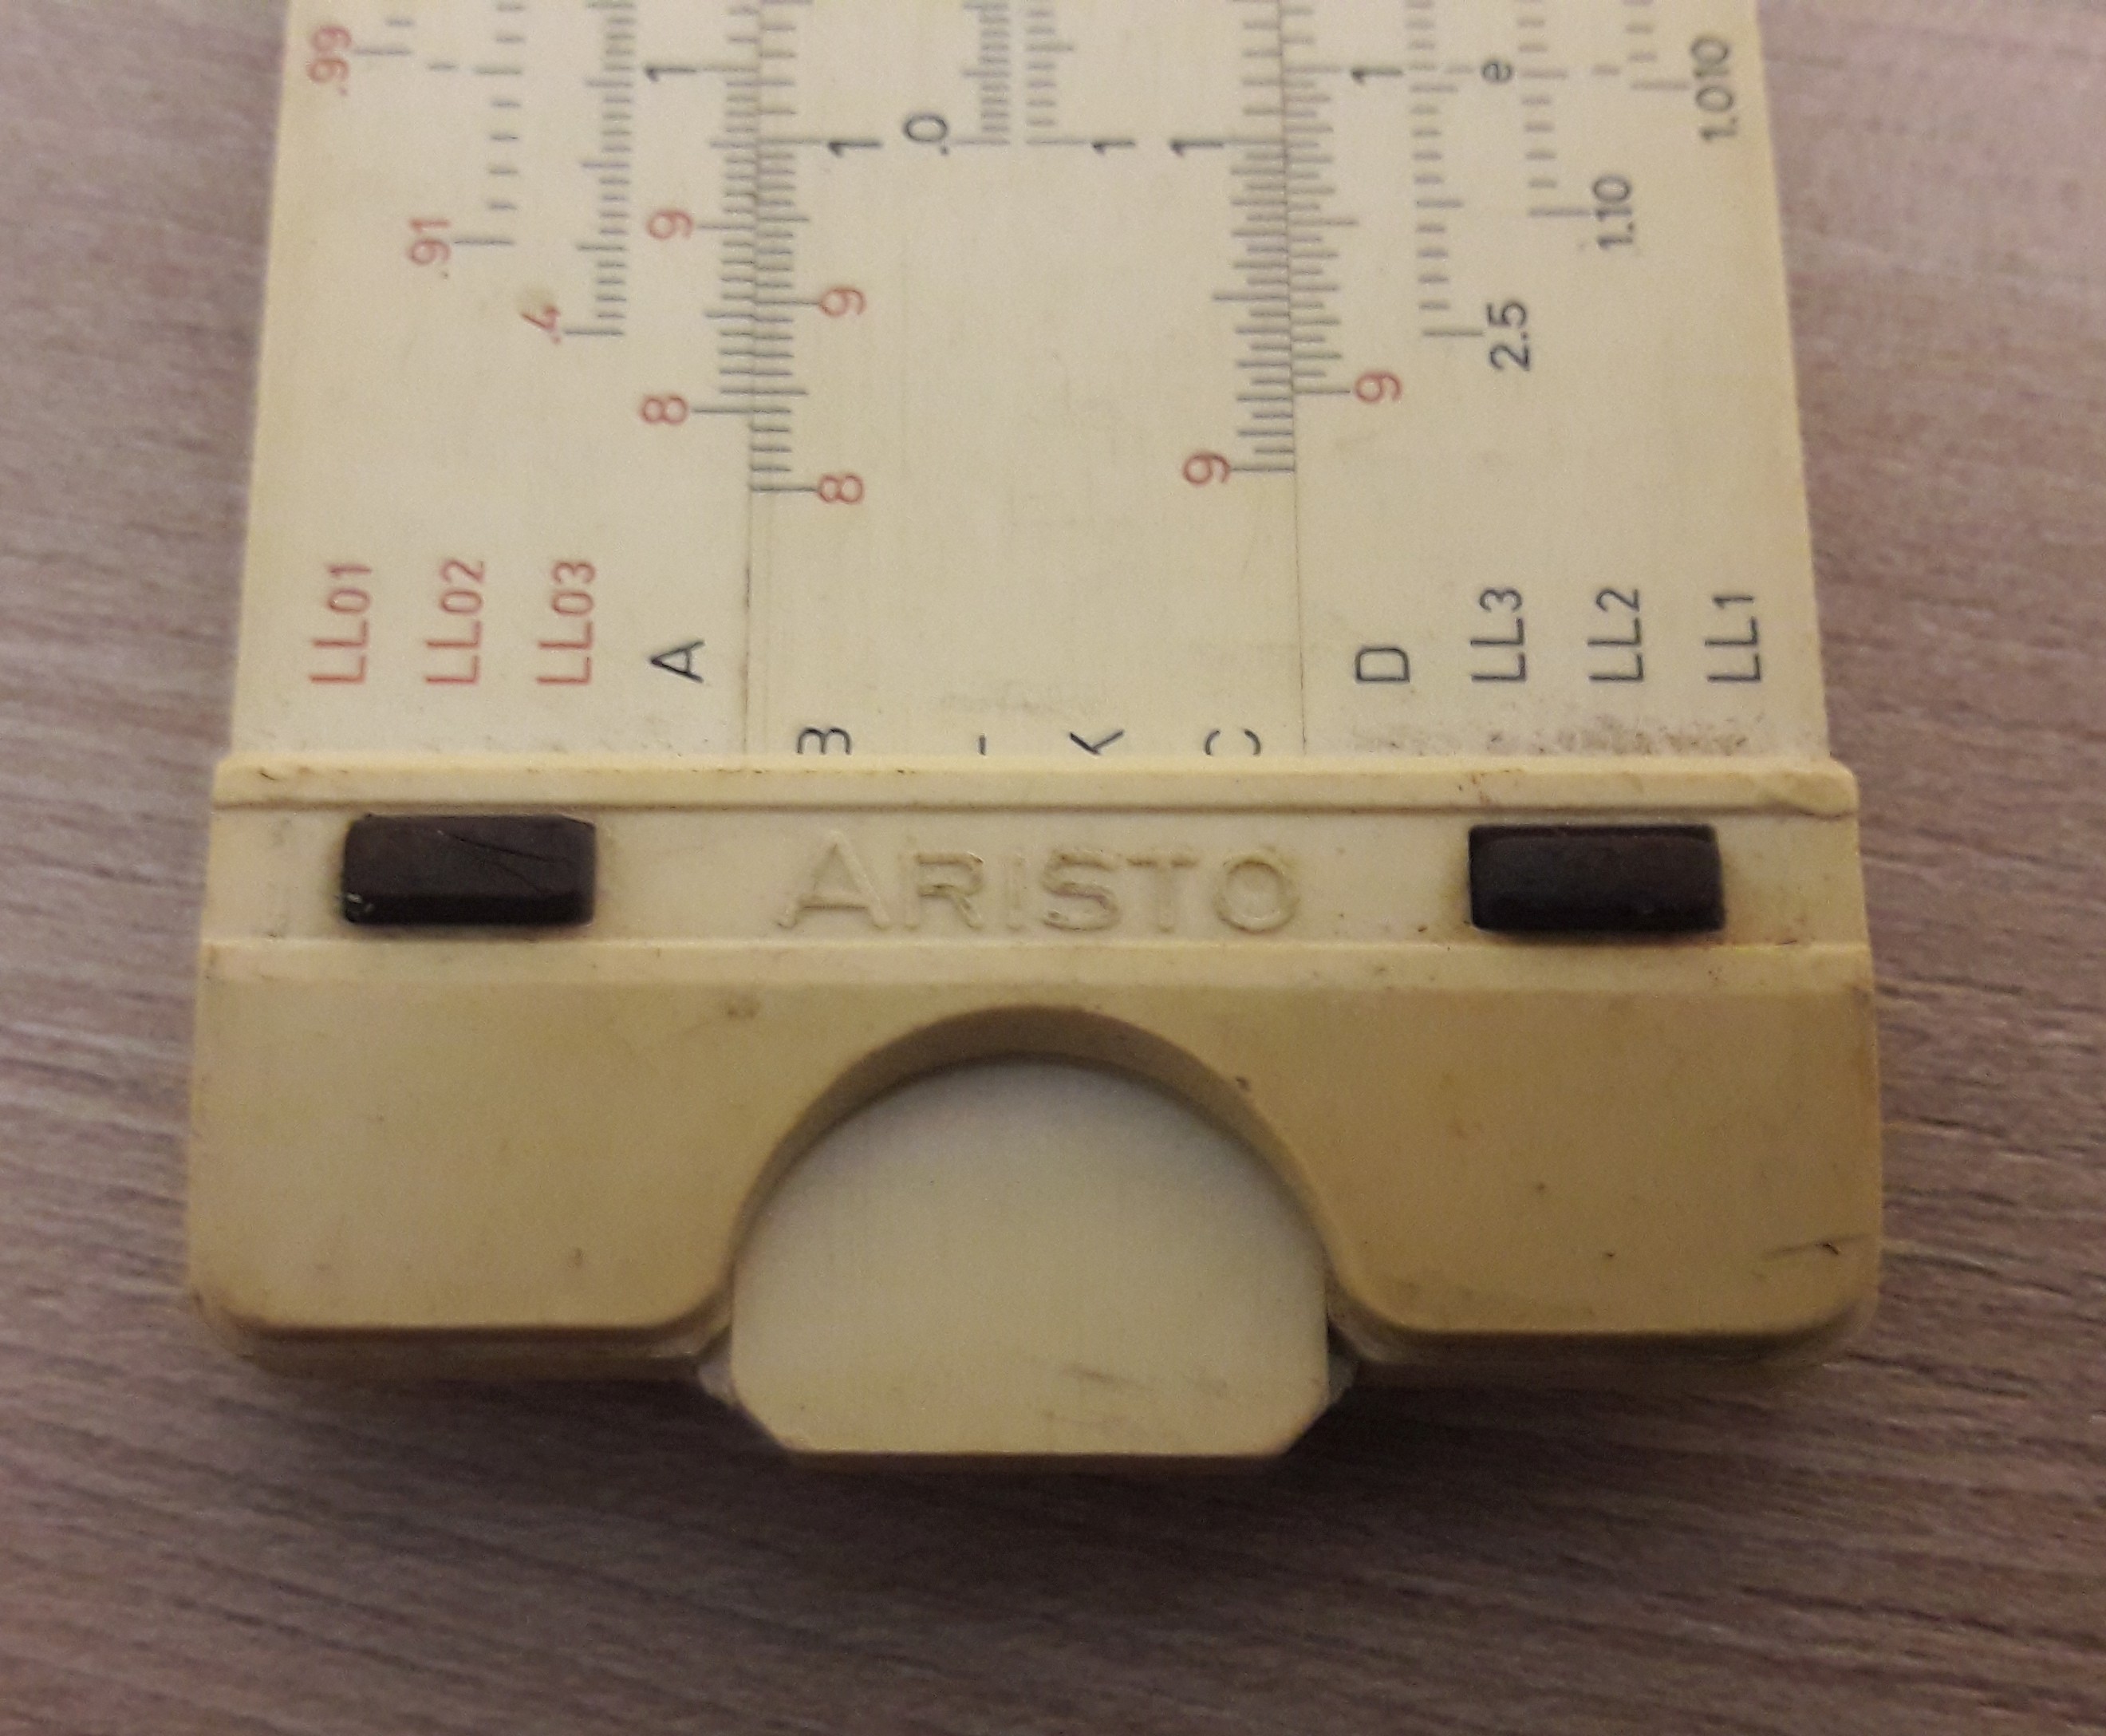 LL01 .99
LL02 .91
LL03 .4
A 8 9 1
B 8 9 1
.0
K 1
C 9 1
D 9 1
LL3 2.5 e
LL2 1.10
LL1 1.010
ARISTO